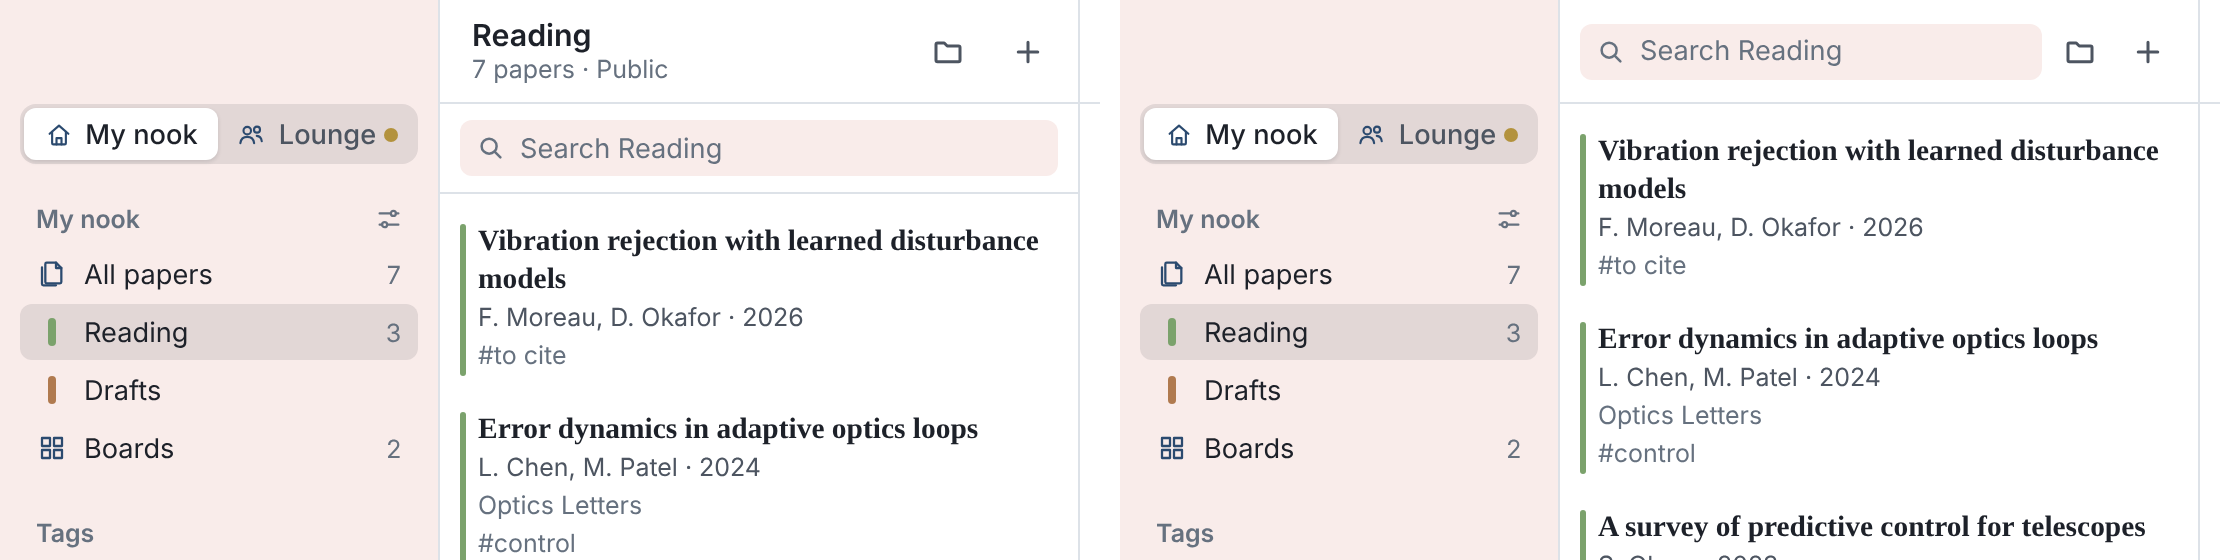 Reading
7 papers · Public
My nook
Lounge
Search Reading
My nook
All papers
7
Reading
3
Drafts
Boards
2
Tags
Vibration rejection with learned disturbance
models
F. Moreau, D. Okafor · 2026
#to cite
Error dynamics in adaptive optics loops
L. Chen, M. Patel · 2024
Optics Letters
#control
Search Reading
My nook
Lounge
My nook
All papers
7
Reading
3
Drafts
Boards
2
Tags
Vibration rejection with learned disturbance
models
F. Moreau, D. Okafor · 2026
#to cite
Error dynamics in adaptive optics loops
L. Chen, M. Patel · 2024
Optics Letters
#control
A survey of predictive control for telescopes